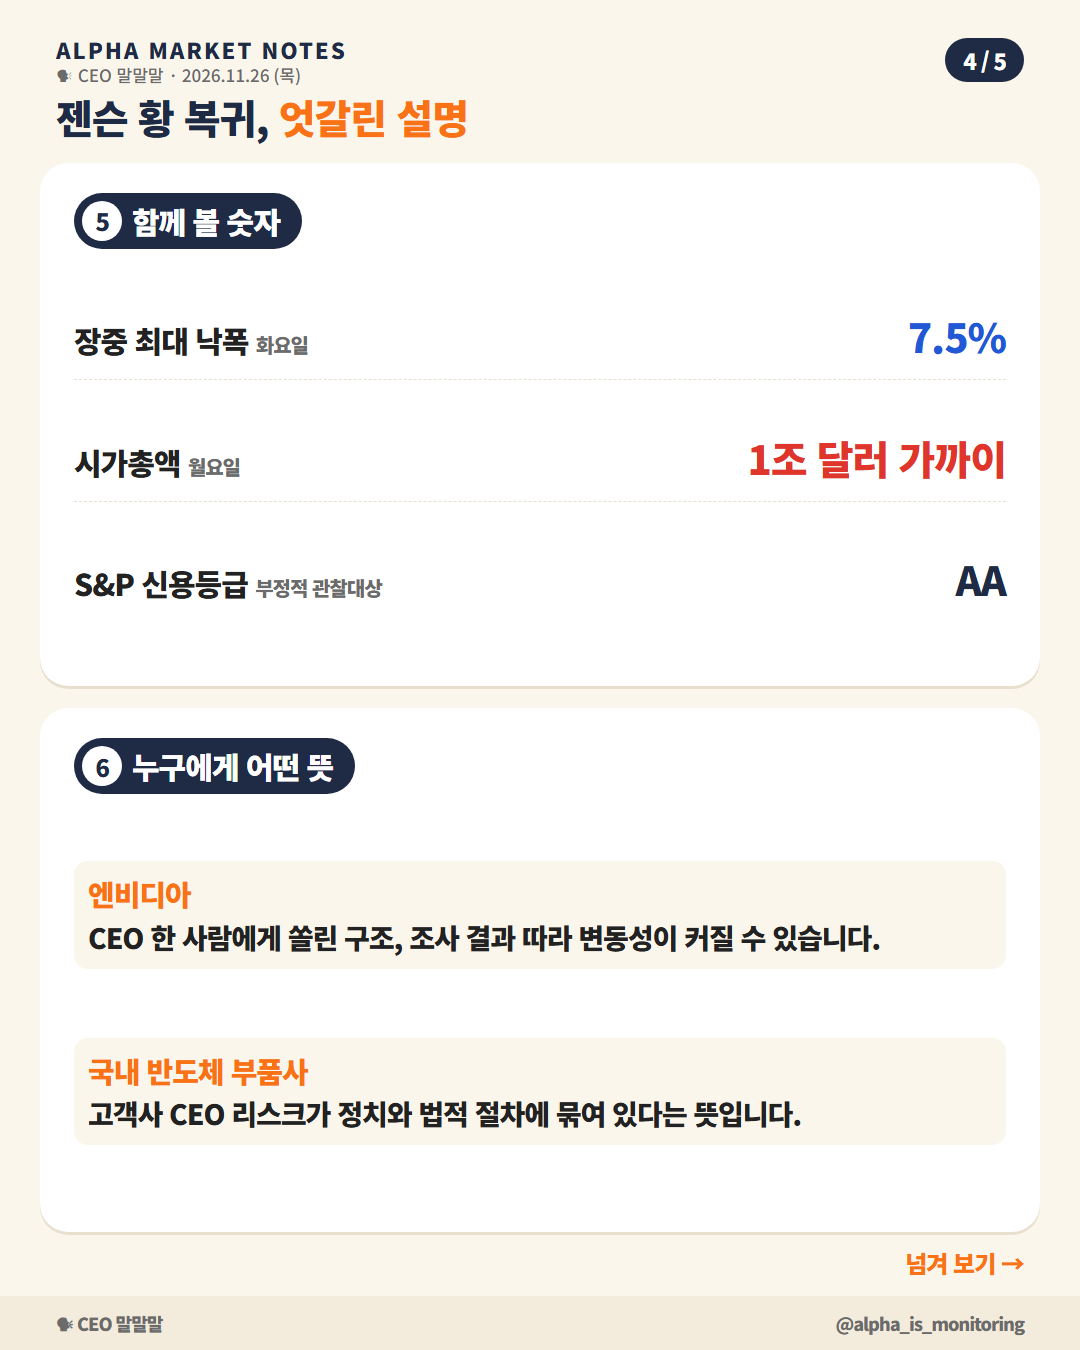 ALPHA MARKET NOTES
🗣 CEO 말말말 · 2026.11.26 (목)
4 / 5
젠슨 황 복귀, 엇갈린 설명
5 함께 볼 숫자
장중 최대 낙폭 화요일 7.5%
시가총액 월요일 1조 달러 가까이
S&P 신용등급 부정적 관찰대상 AA
6 누구에게 어떤 뜻
엔비디아
CEO 한 사람에게 쏠린 구조, 조사 결과 따라 변동성이 커질 수 있습니다.
국내 반도체 부품사
고객사 CEO 리스크가 정치와 법적 절차에 묶여 있다는 뜻입니다.
넘겨 보기 →
🗣 CEO 말말말 @alpha_is_monitoring